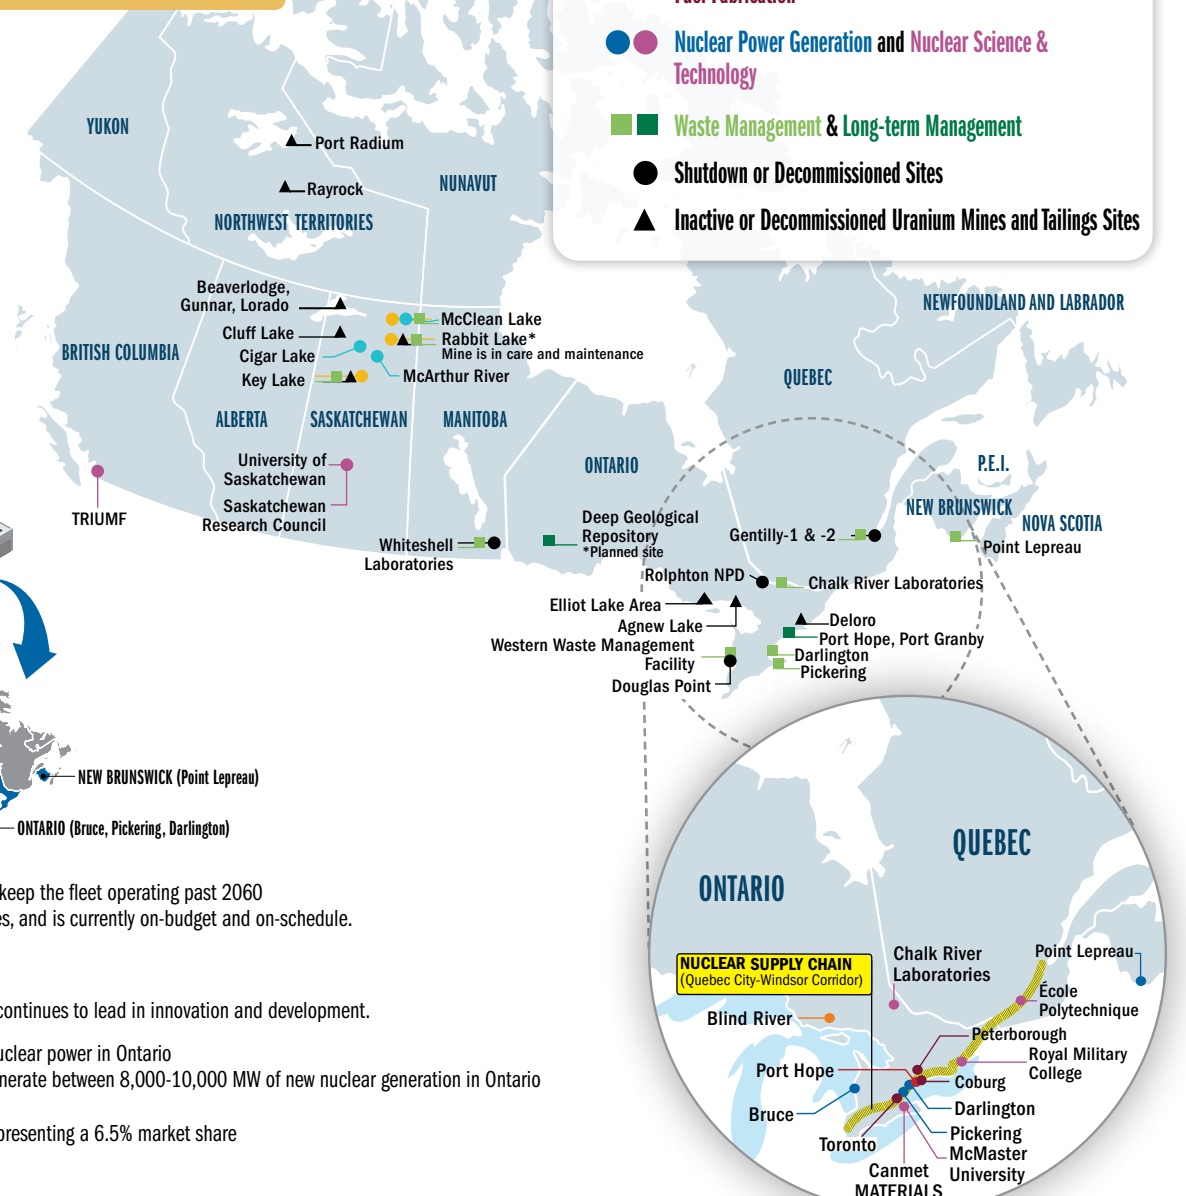 Fuel Fabrication
Nuclear Power Generation and Nuclear Science &
Technology
Waste Management & Long-term Management
Shutdown or Decommissioned Sites
Inactive or Decommissioned Uranium Mines and Tailings Sites
YUKON
Port Radium
Rayrock
NUNAVUT
NORTHWEST TERRITORIES
Beaverlodge,
Gunnar, Lorado
McClean Lake
Cluff Lake
Rabbit Lake*
Mine is in care and maintenance
Cigar Lake
Key Lake
McArthur River
BRITISH COLUMBIA
ALBERTA
SASKATCHEWAN
MANITOBA
ONTARIO
QUEBEC
NEWFOUNDLAND AND LABRADOR
P.E.I.
NEW BRUNSWICK
NOVA SCOTIA
University of
Saskatchewan
Saskatchewan
Research Council
TRIUMF
Whiteshell
Laboratories
Deep Geological
Repository
*Planned site
Gentilly-1 & -2
Point Lepreau
Rolphton NPD
Chalk River Laboratories
Elliot Lake Area
Agnew Lake
Deloro
Port Hope, Port Granby
Western Waste Management
Facility
Darlington
Pickering
Douglas Point
NEW BRUNSWICK (Point Lepreau)
ONTARIO (Bruce, Pickering, Darlington)
keep the fleet operating past 2060
es, and is currently on-budget and on-schedule.
continues to lead in innovation and development.
uclear power in Ontario
nerate between 8,000-10,000 MW of new nuclear generation in Ontario
presenting a 6.5% market share
QUEBEC
ONTARIO
NUCLEAR SUPPLY CHAIN
(Quebec City-Windsor Corridor)
Chalk River
Laboratories
Point Lepreau
École
Polytechnique
Blind River
Peterborough
Royal Military
College
Port Hope
Coburg
Bruce
Darlington
Pickering
Toronto
McMaster
University
Canmet
MATERIALS